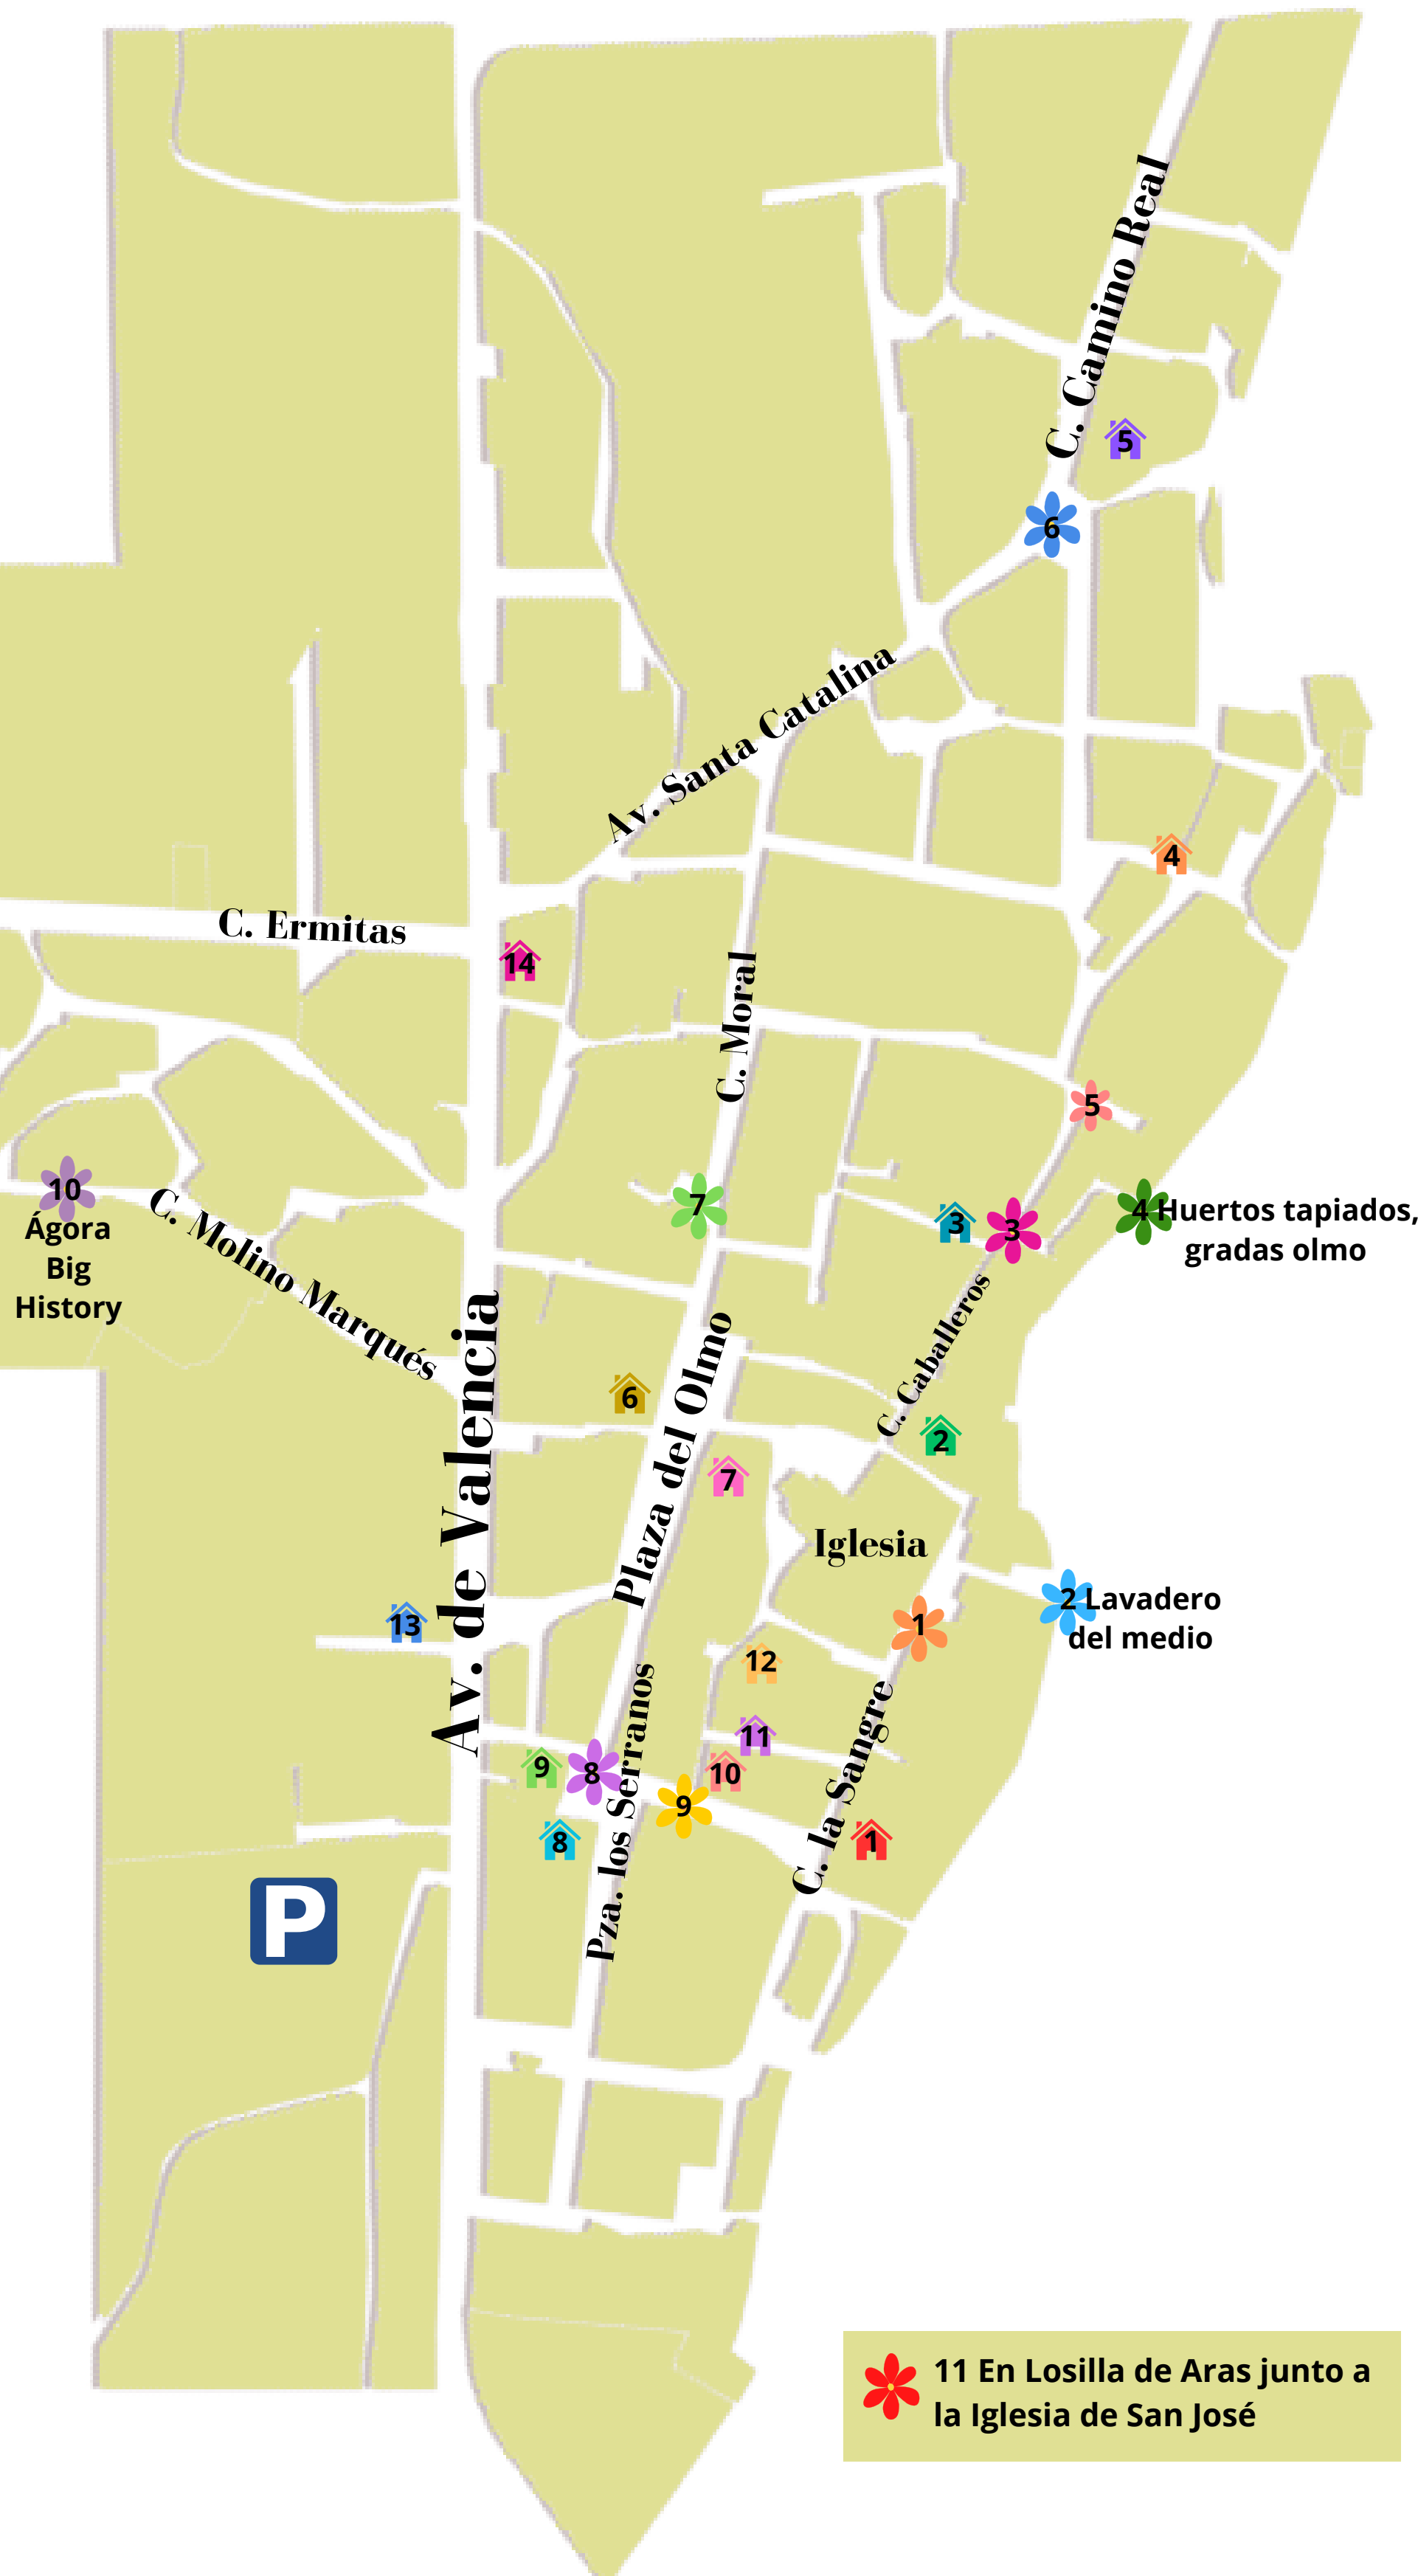 C. Camino Real
5
6
Av. Santa Catalina
4
C. Ermitas
14
C. Moral
5
10
Ágora
Big
History
C. Molino Marqués
7
3
3
4 Huertos tapiados,
gradas olmo
C. Caballeros
Av. de Valencia
Plaza del Olmo
6
2
7
Iglesia
13
1
2 Lavadero
del medio
12
11
C. la Sangre
Pza. los Serranos
9
8
10
9
8
1
P
11 En Losilla de Aras junto a
la Iglesia de San José